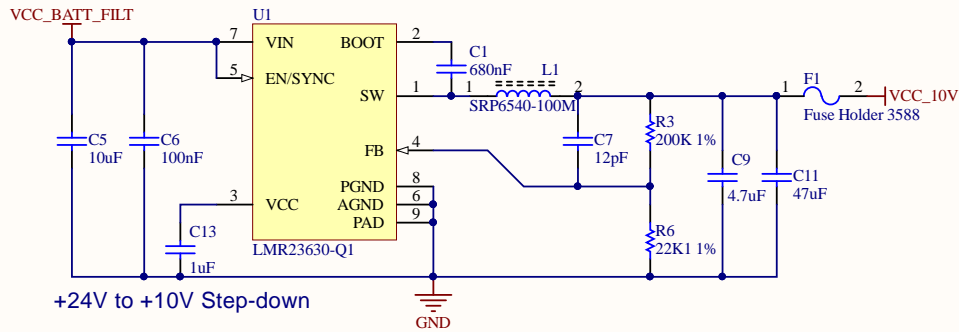 VCC_BATT_FILT
U1
7 VIN
BOOT 2
C1
680nF
L1
5 EN/SYNC
SW 1
1 2
SRP6540-100M
F1
1 2
VCC_10V
Fuse Holder 3588
C5
10uF
C6
100nF
FB 4
C7
12pF
R3
200K 1%
C9
4.7uF
C11
47uF
PGND 8
3 VCC
AGND 6
PAD 9
C13
1uF
LMR23630-Q1
R6
22K1 1%
+24V to +10V Step-down
GND